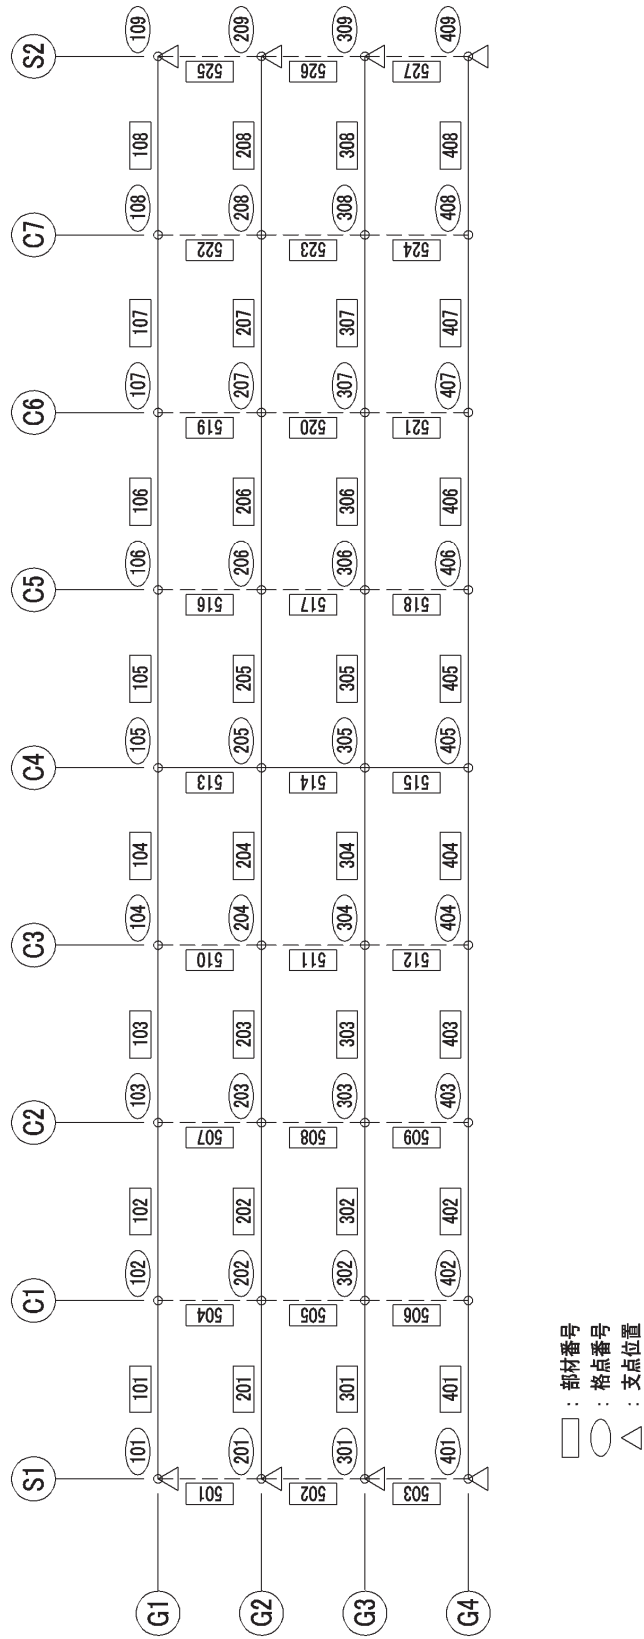 S1 C1 C2 C3 C4 C5 C6 C7 S2
101 102 103 104 105 106 107 108 109
G1 101 102 103 104 105 106 107 108
501 504 507 510 513 516 519 522 525
201 202 203 204 205 206 207 208 209
G2 201 202 203 204 205 206 207 208
502 505 508 511 514 517 520 523 526
301 302 303 304 305 306 307 308 309
G3 301 302 303 304 305 306 307 308
503 506 509 512 515 518 521 524 527
401 402 403 404 405 406 407 408 409
G4 401 402 403 404 405 406 407 408
: 部材番号
: 格点番号
: 支点位置